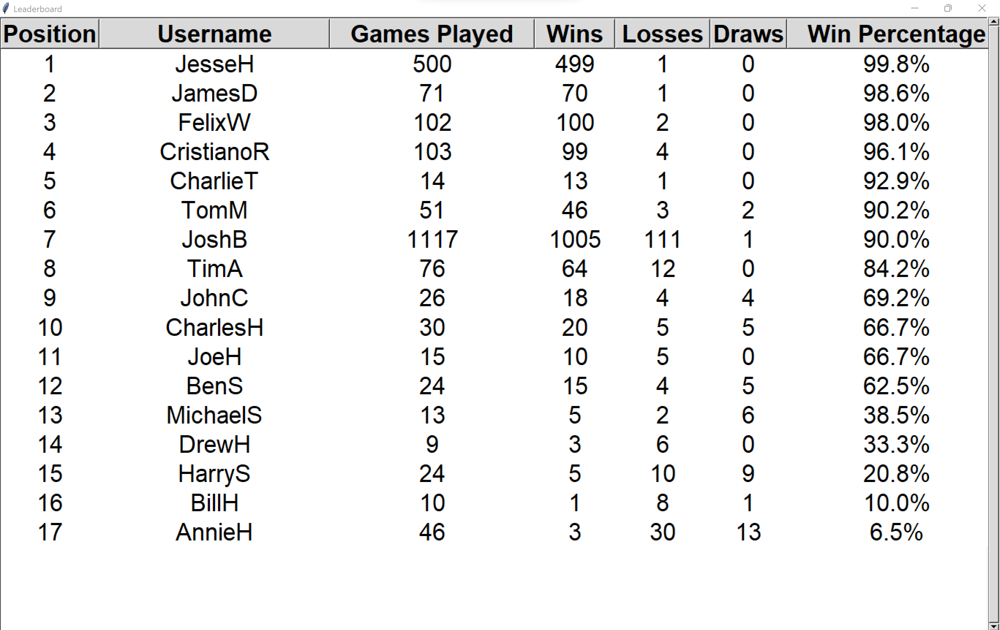 Leaderboard
Position Username Games Played Wins Losses Draws Win Percentage
1 JesseH 500 499 1 0 99.8%
2 JamesD 71 70 1 0 98.6%
3 FelixW 102 100 2 0 98.0%
4 CristianoR 103 99 4 0 96.1%
5 CharlieT 14 13 1 0 92.9%
6 TomM 51 46 3 2 90.2%
7 JoshB 1117 1005 111 1 90.0%
8 TimA 76 64 12 0 84.2%
9 JohnC 26 18 4 4 69.2%
10 CharlesH 30 20 5 5 66.7%
11 JoeH 15 10 5 0 66.7%
12 BenS 24 15 4 5 62.5%
13 MichaelS 13 5 2 6 38.5%
14 DrewH 9 3 6 0 33.3%
15 HarryS 24 5 10 9 20.8%
16 BillH 10 1 8 1 10.0%
17 AnnieH 46 3 30 13 6.5%